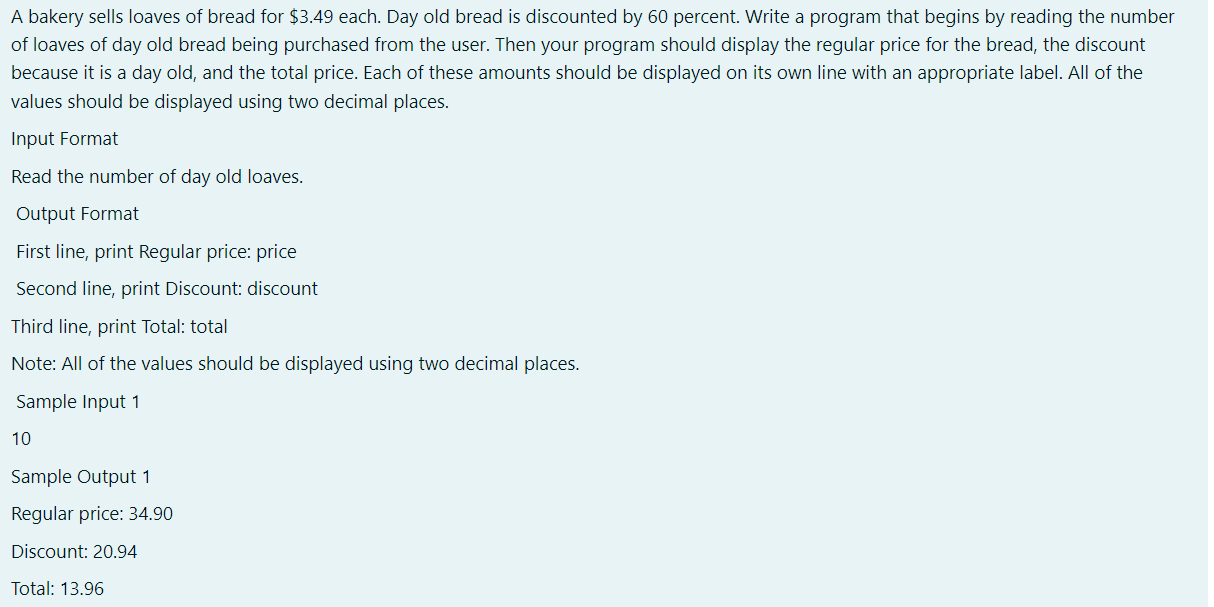 A bakery sells loaves of bread for $3.49 each. Day old bread is discounted by 60 percent. Write a program that begins by reading the number
of loaves of day old bread being purchased from the user. Then your program should display the regular price for the bread, the discount
because it is a day old, and the total price. Each of these amounts should be displayed on its own line with an appropriate label. All of the
values should be displayed using two decimal places.
Input Format
Read the number of day old loaves.
Output Format
First line, print Regular price: price
Second line, print Discount: discount
Third line, print Total: total
Note: All of the values should be displayed using two decimal places.
Sample Input 1
10
Sample Output 1
Regular price: 34.90
Discount: 20.94
Total: 13.96